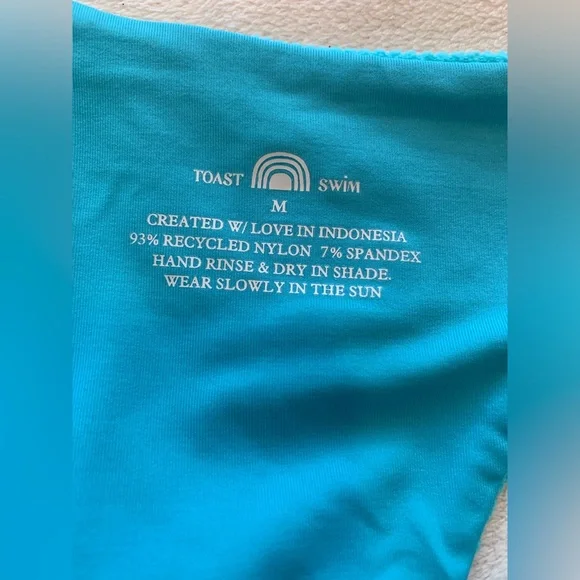 TOAST SWIM
M
CREATED W/ LOVE IN INDONESIA
93% RECYCLED NYLON 7% SPANDEX
HAND RINSE & DRY IN SHADE.
WEAR SLOWLY IN THE SUN